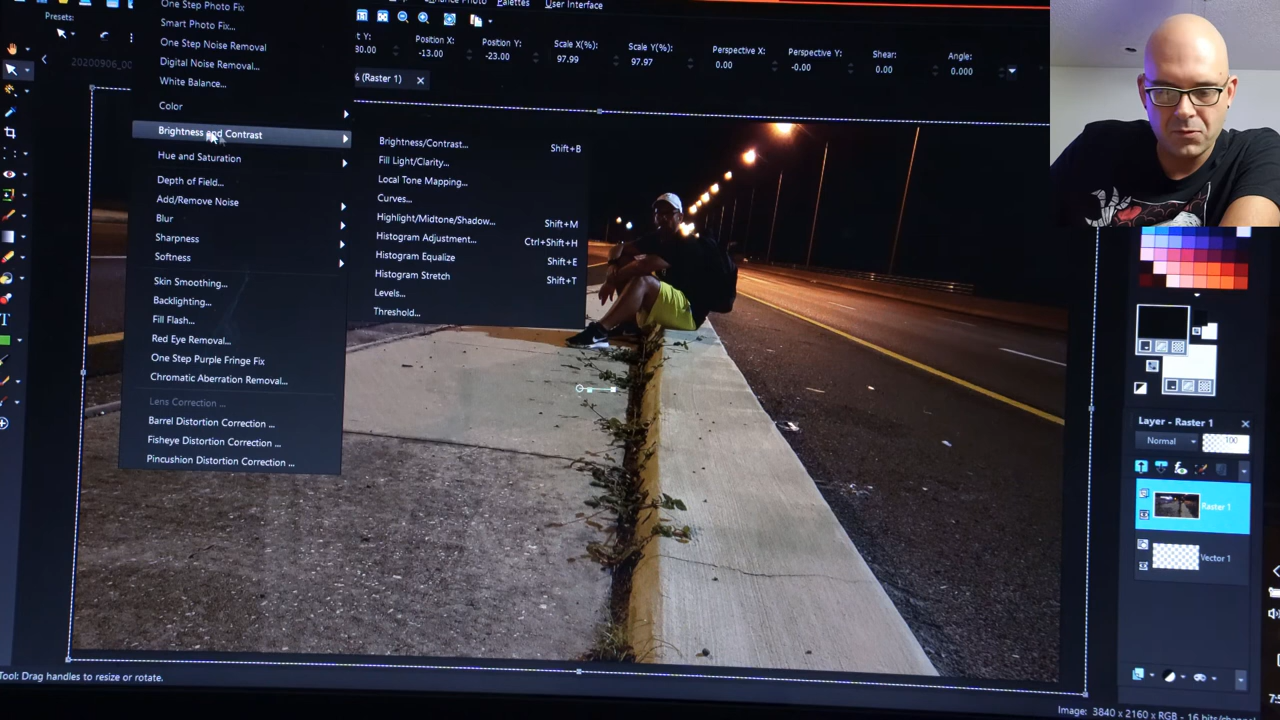 Presets:
One Step Photo Fix
Smart Photo Fix...
One Step Noise Removal
Digital Noise Removal...
White Balance...
Color
Brightness and Contrast
Hue and Saturation
Depth of Field...
Add/Remove Noise
Blur
Sharpness
Softness
Skin Smoothing...
Backlighting...
Fill Flash...
Red Eye Removal...
One Step Purple Fringe Fix
Chromatic Aberration Removal...
Lens Correction ...
Barrel Distortion Correction ...
Fisheye Distortion Correction ...
Pincushion Distortion Correction ...
Photo
Palettes
User Interface
Y:
Position X:
Position Y:
Scale X(%):
Scale Y(%):
Perspective X:
Perspective Y:
Shear:
Angle:
-13.00
-23.00
97.99
97.97
0.00
-0.00
0.00
0.000
% (Raster 1)
Brightness/Contrast... Shift+B
Fill Light/Clarity...
Local Tone Mapping...
Curves...
Highlight/Midtone/Shadow... Shift+M
Histogram Adjustment... Ctrl+Shift+H
Histogram Equalize Shift+E
Histogram Stretch Shift+T
Levels...
Threshold...
Layer - Raster 1
Normal
100
Raster 1
Vector 1
Tool: Drag handles to resize or rotate.
Image: 3840 x 2160 x RGB - 16 bits/channel